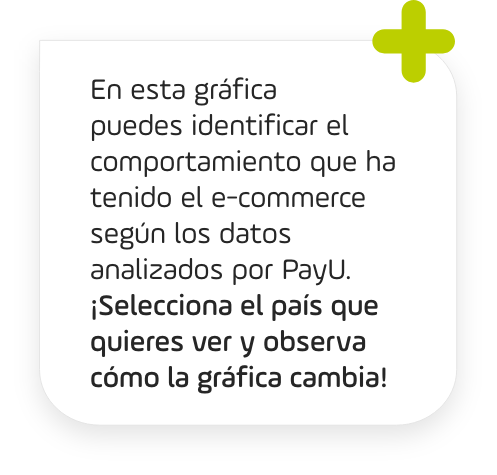 En esta gráfica
puedes identificar el
comportamiento que ha
tenido el e-commerce
según los datos
analizados por PayU.
¡Selecciona el país que
quieres ver y observa
cómo la gráfica cambia!